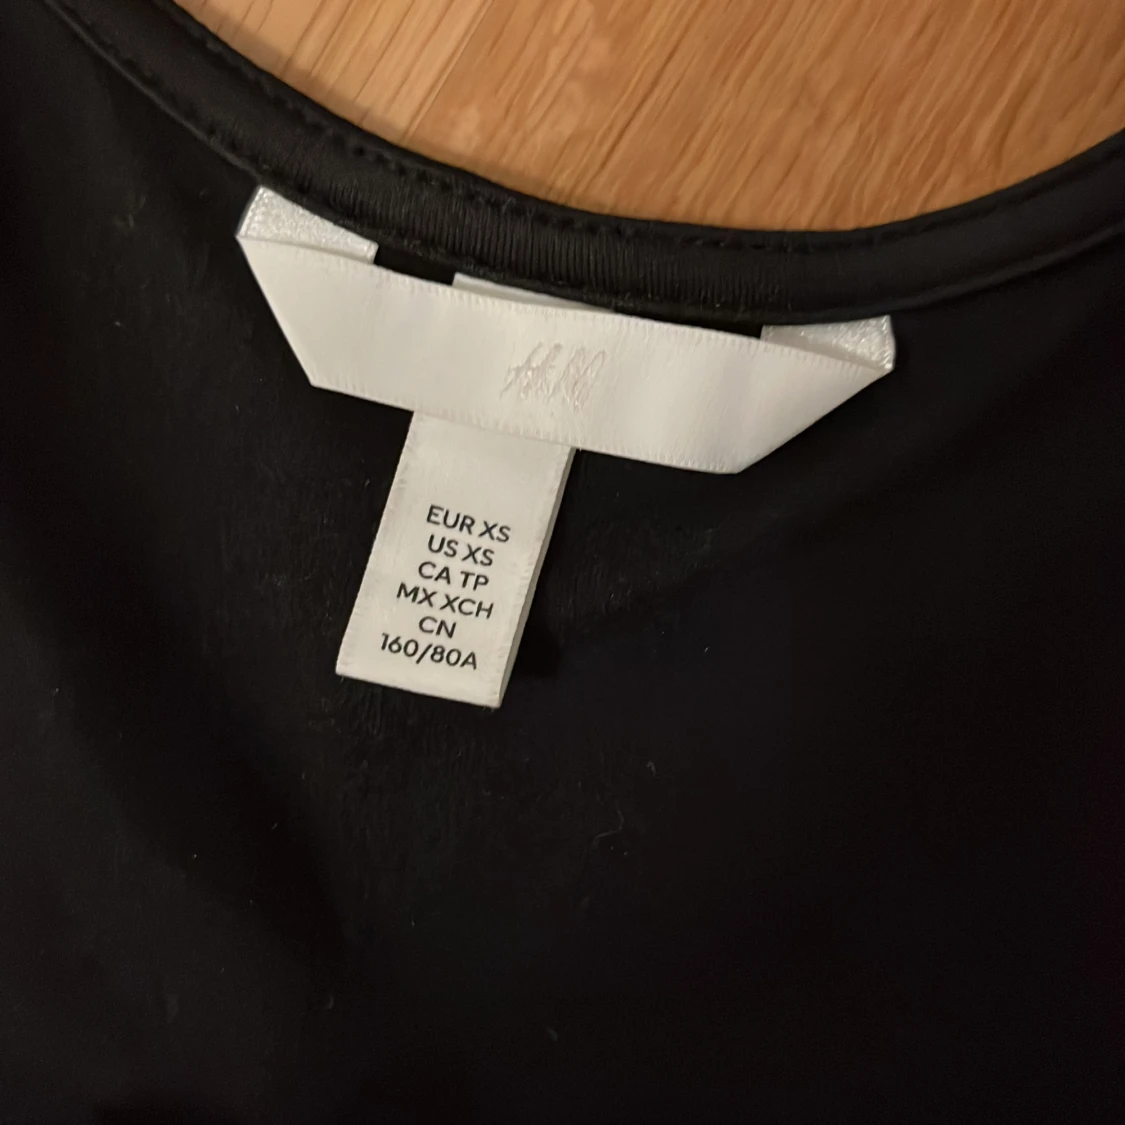 H&M
EUR XS
US XS
CA TP
MX XCH
CN
160/80A